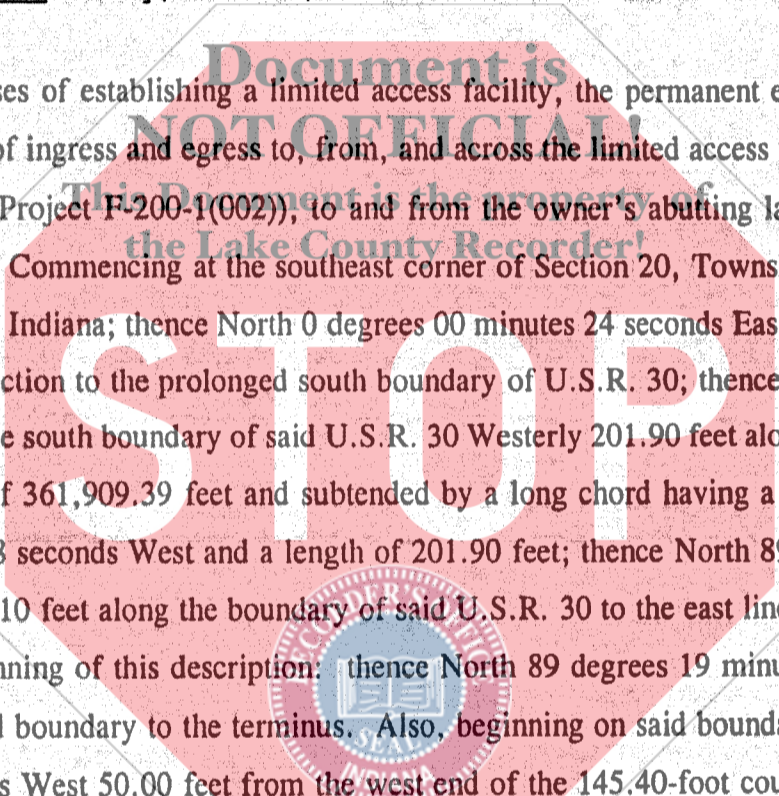 Document is
ses of establishing a limited access facility, the permanent e
NOT OFFICIAL!
of ingress and egress to, from, and across the limited access
This Document is the property of
Project F-200-1(002)), to and from the owner's abutting la
the Lake County Recorder!
Commencing at the southeast corner of Section 20, Towns
Indiana; thence North 0 degrees 00 minutes 24 seconds Eas
STOP
ction to the prolonged south boundary of U.S.R. 30; thence
e south boundary of said U.S.R. 30 Westerly 201.90 feet alo
f 361,909.39 feet and subtended by a long chord having a
8 seconds West and a length of 201.90 feet; thence North 89
10 feet along the boundary of said U.S.R. 30 to the east line
RECORDER'S OFFICE
nning of this description: thence North 89 degrees 19 minu
d boundary to the terminus. Also, beginning on said bounda
SEAL
s West 50.00 feet from the west end of the 145.40-foot cou